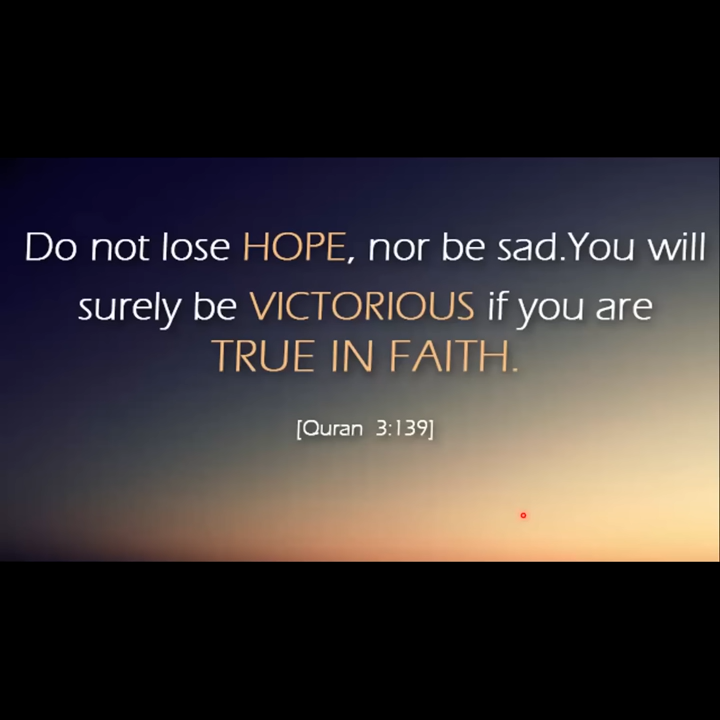 Do not lose HOPE, nor be sad.You will
surely be VICTORIOUS if you are
TRUE IN FAITH.
[Quran 3:139]